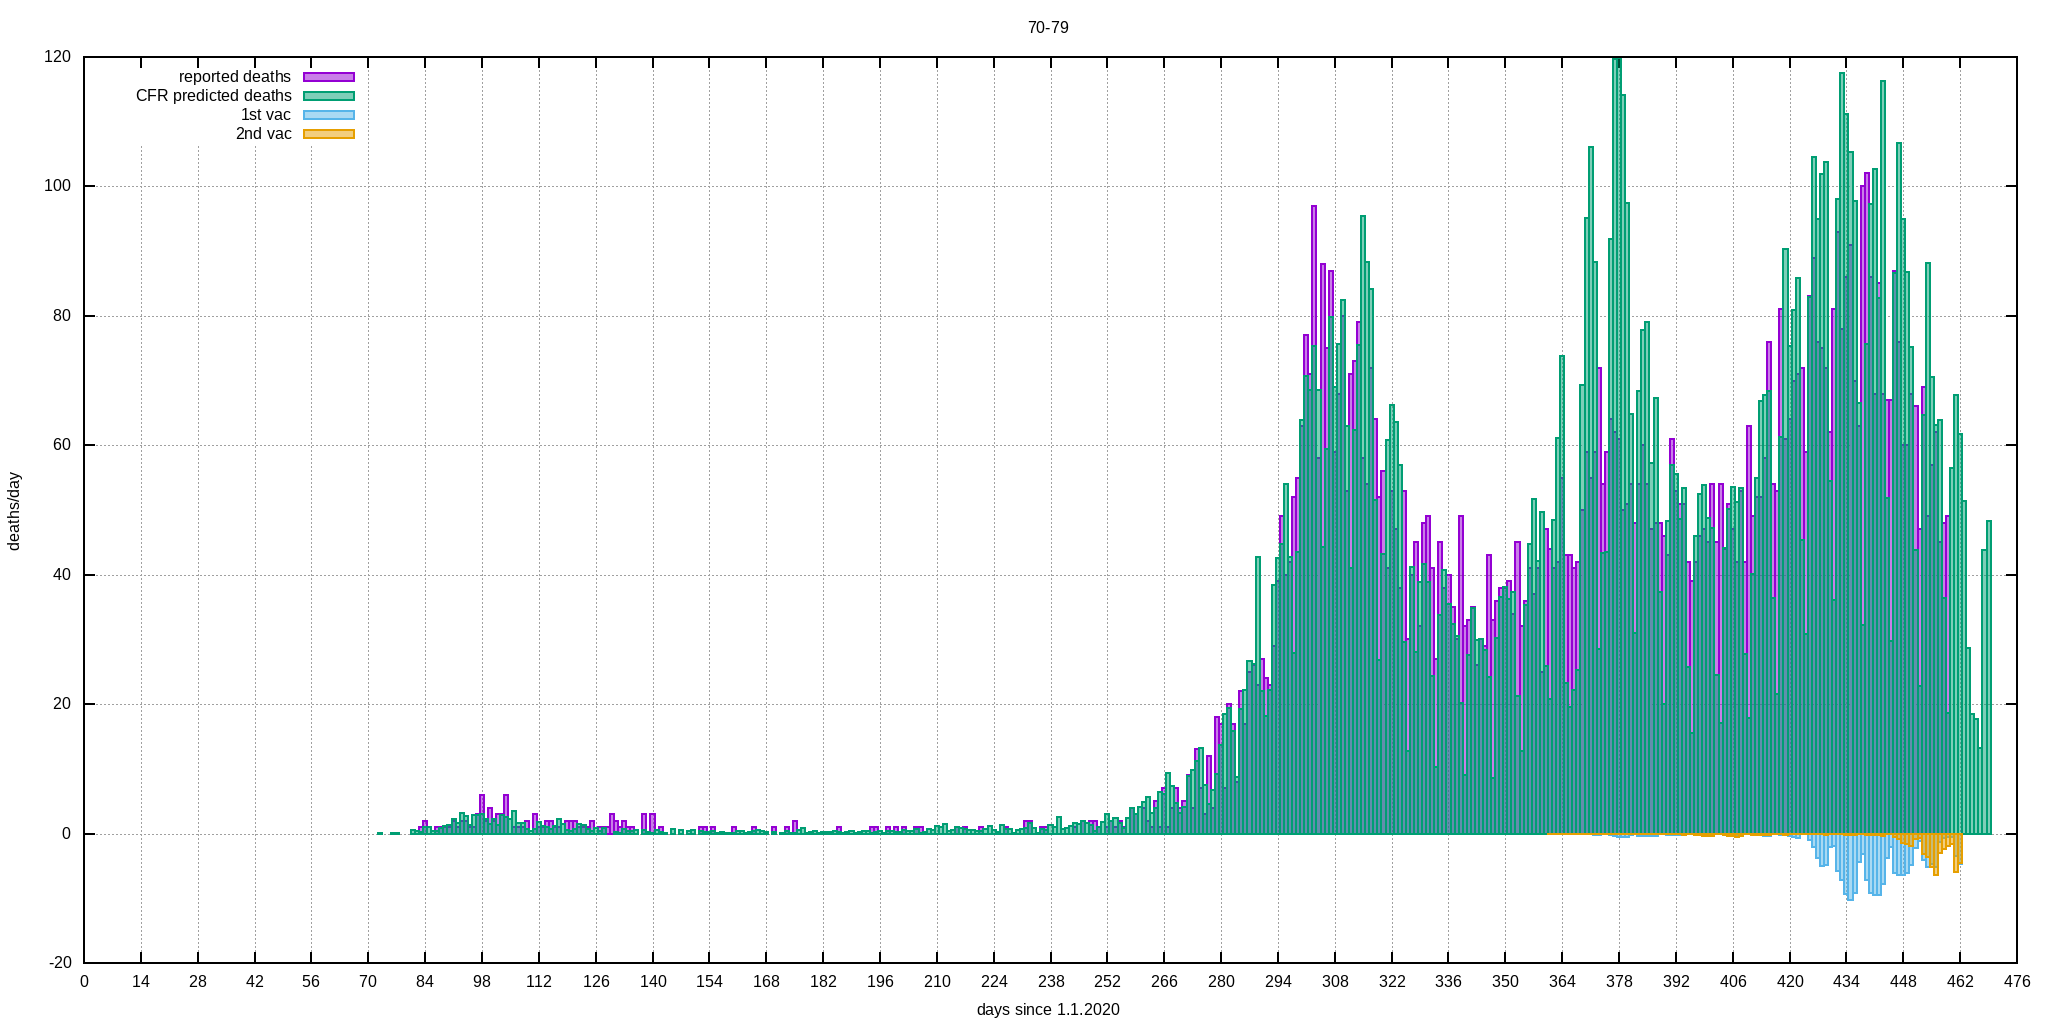 70-79
120
100
80
60
40
20
0
-20
reported deaths
CFR predicted deaths
1st vac
2nd vac
deaths/day
0 14 28 42 56 70 84 98 112 126 140 154 168 182 196 210 224 238 252 266 280 294 308 322 336 350 364 378 392 406 420 434 448 462 476
days since 1.1.2020